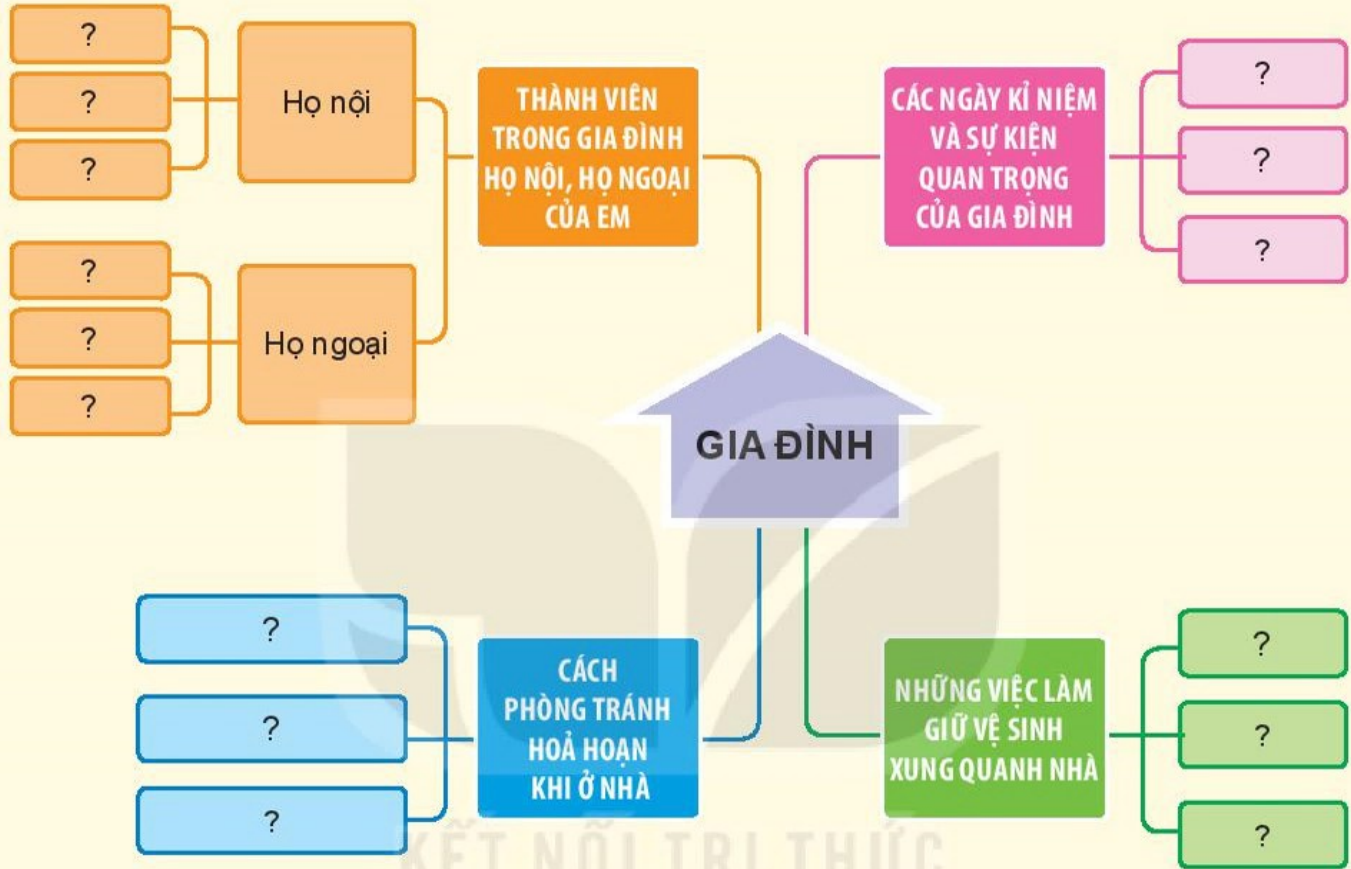 ?
?
?
Họ nội
?
?
?
Họ ngoại
THÀNH VIÊN
TRONG GIA ĐÌNH
HỌ NỘI, HỌ NGOẠI
CỦA EM
CÁC NGÀY KỈ NIỆM
VÀ SỰ KIỆN
QUAN TRỌNG
CỦA GIA ĐÌNH
?
?
?
GIA ĐÌNH
?
?
?
CÁCH
PHÒNG TRÁNH
HOẢ HOẠN
KHI Ở NHÀ
NHỮNG VIỆC LÀM
GIỮ VỆ SINH
XUNG QUANH NHÀ
?
?
?
KẾT NỐI TRI THỨC